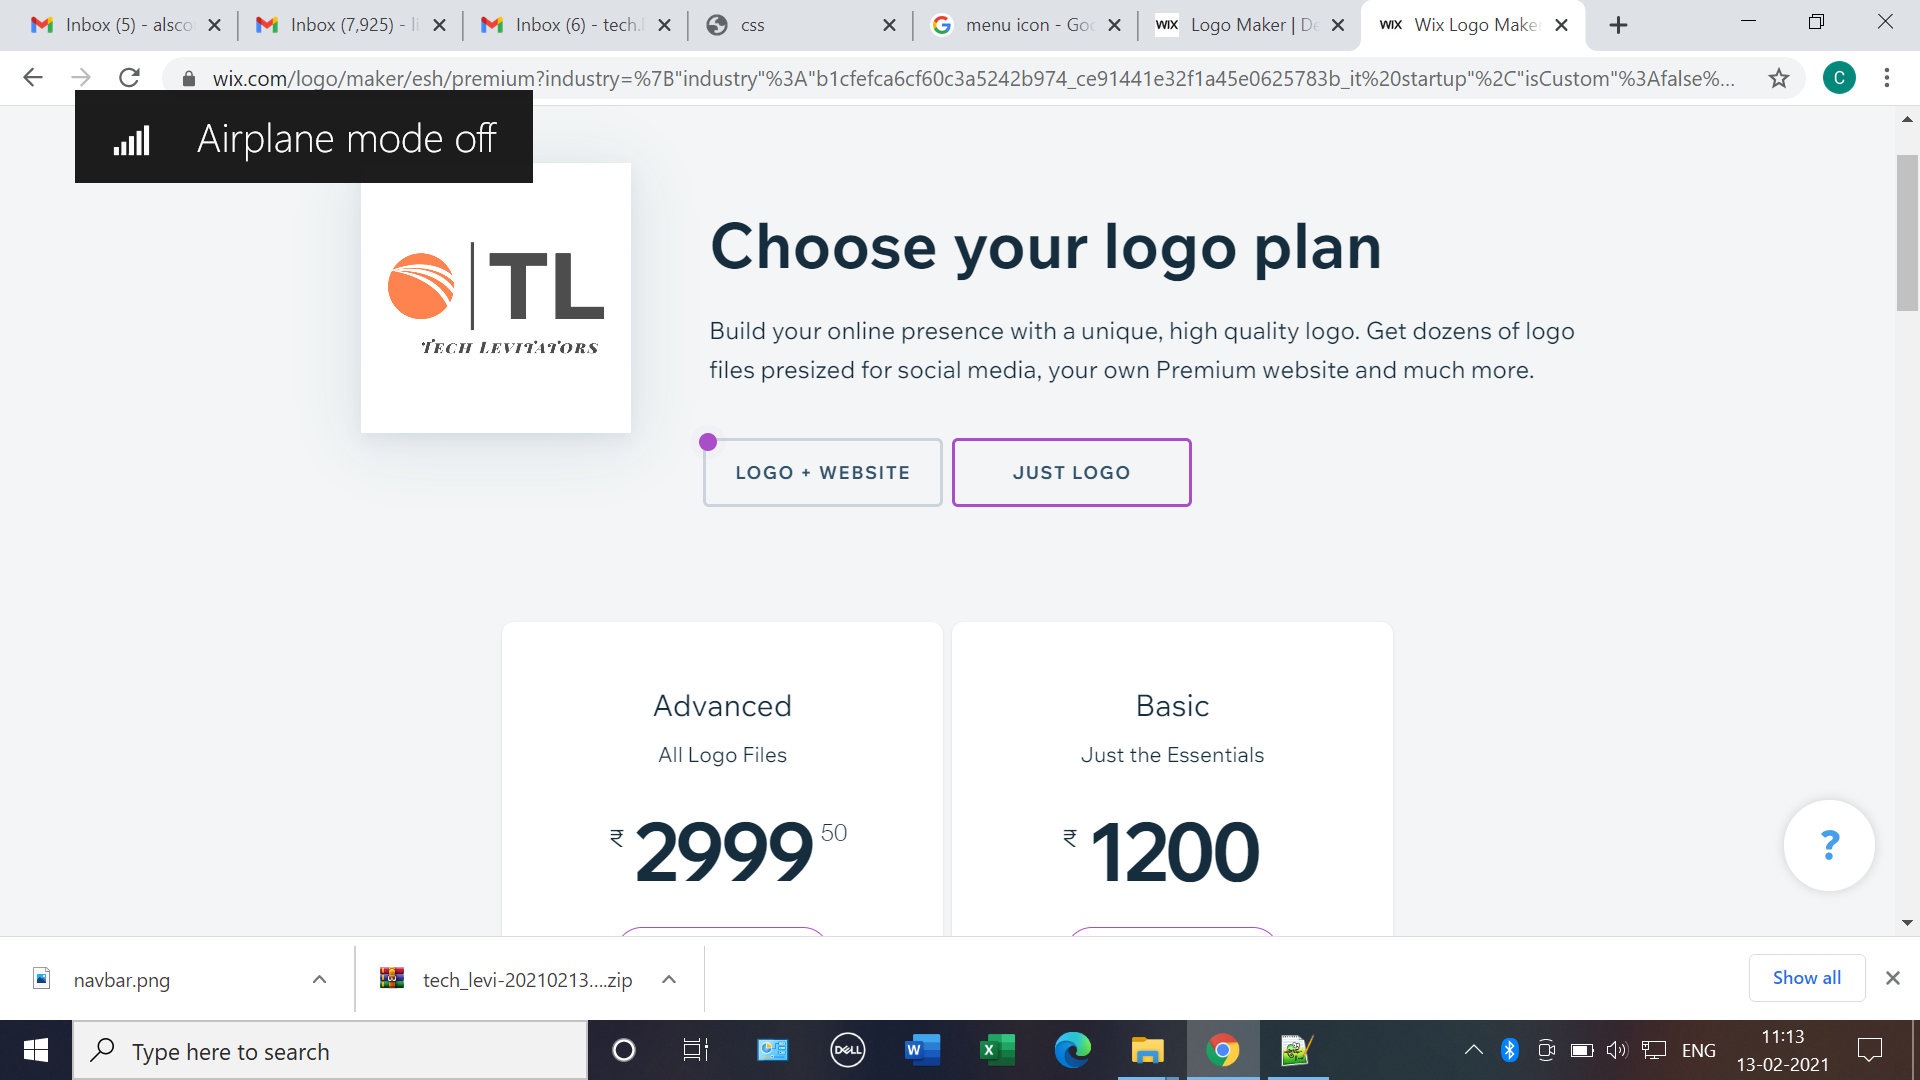 Inbox (5) - alsco
Inbox (7,925) - li
Inbox (6) - tech.
css
menu icon - Goo
WIX Logo Maker | De
WIX Wix Logo Maker
wix.com/logo/maker/esh/premium?industry=%7B"industry"%3A"b1cfefca6cf60c3a5242b974_ce91441e32f1a45e0625783b_it%20startup"%2C"isCustom"%3Afalse%...
C
Airplane mode off
TL
TECH LEVITATORS
Choose your logo plan
Build your online presence with a unique, high quality logo. Get dozens of logo
files presized for social media, your own Premium website and much more.
LOGO + WEBSITE
JUST LOGO
Advanced
All Logo Files
₹ 2999 50
Basic
Just the Essentials
₹ 1200
?
navbar.png
tech_levi-20210213....zip
Show all
Type here to search
DELL
ENG
11:13
13-02-2021